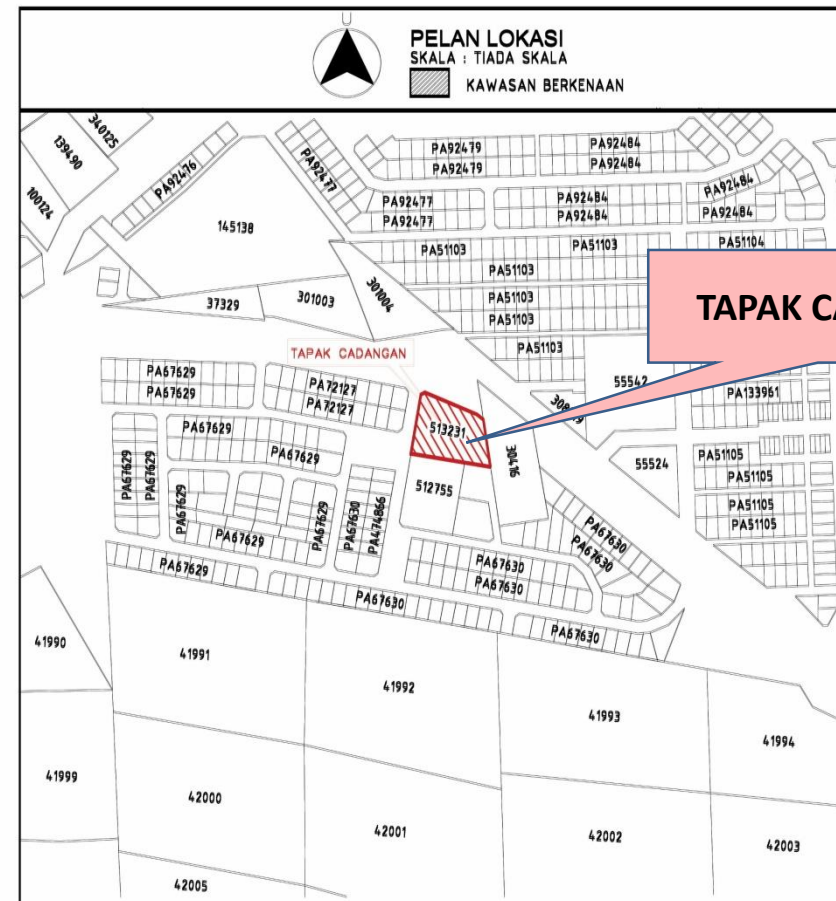 U
PELAN LOKASI
SKALA : TIADA SKALA
KAWASAN BERKENAAN
340125
139490
100124
PA92476
PA92477
145138
PA92479
PA92479
PA92484
PA92484
PA92477
PA92477
PA92484
PA92484
PA92484
PA92484
PA51103
PA51103
PA51104
PA51103
PA51103
PA51103
PA51103
37329
301003
301004
TAPAK CA
TAPAK CADANGAN
PA67629
PA67629
PA72127
PA72127
513231
55542
PA133961
PA67629
PA67629
PA67629
PA67629
PA67629
PA67629
PA67629
PA67630
PA474866
512755
55524
PA51105
PA51105
PA51105
PA51105
PA67630
PA67630
PA67629
PA67630
PA67630
PA67630
PA67630
41990
41991
41992
41993
41994
41999
42000
42001
42002
42003
42005